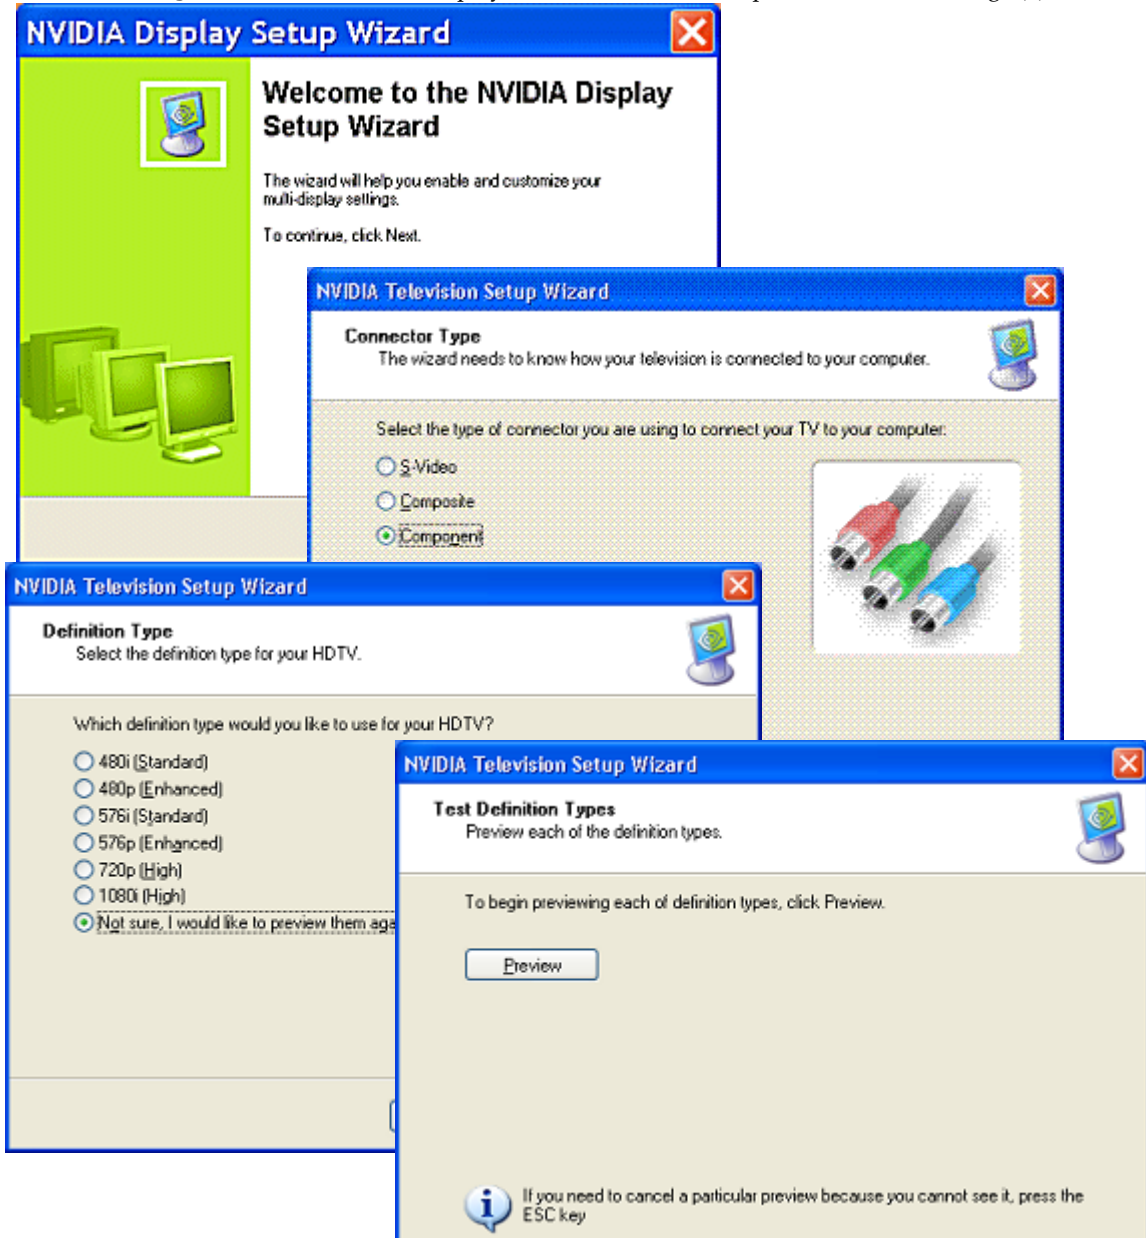 NVIDIA Display Setup Wizard
Welcome to the NVIDIA Display
Setup Wizard
The wizard will help you enable and customize your
multi-display settings.
To continue, click Next.
NVIDIA Television Setup Wizard
Connector Type
The wizard needs to know how your television is connected to your computer.
Select the type of connector you are using to connect your TV to your computer:
S-Video
Composite
Component
NVIDIA Television Setup Wizard
Definition Type
Select the definition type for your HDTV.
Which definition type would you like to use for your HDTV?
480i (Standard)
480p (Enhanced)
576i (Standard)
576p (Enhanced)
720p (High)
1080i (High)
Not sure, I would like to preview them aga
NVIDIA Television Setup Wizard
Test Definition Types
Preview each of the definition types.
To begin previewing each of definition types, click Preview.
Preview
If you need to cancel a particular preview because you cannot see it, press the
ESC key